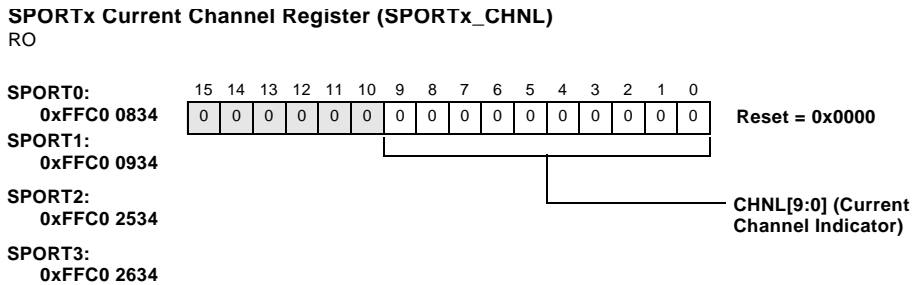 SPORTx Current Channel Register (SPORTx_CHNL)
RO
SPORT0:
0xFFC0 0834
15 14 13 12 11 10 9 8 7 6 5 4 3 2 1 0
0 0 0 0 0 0 0 0 0 0 0 0 0 0 0 0
Reset = 0x0000
SPORT1:
0xFFC0 0934
SPORT2:
0xFFC0 2534
CHNL[9:0] (Current
Channel Indicator)
SPORT3:
0xFFC0 2634